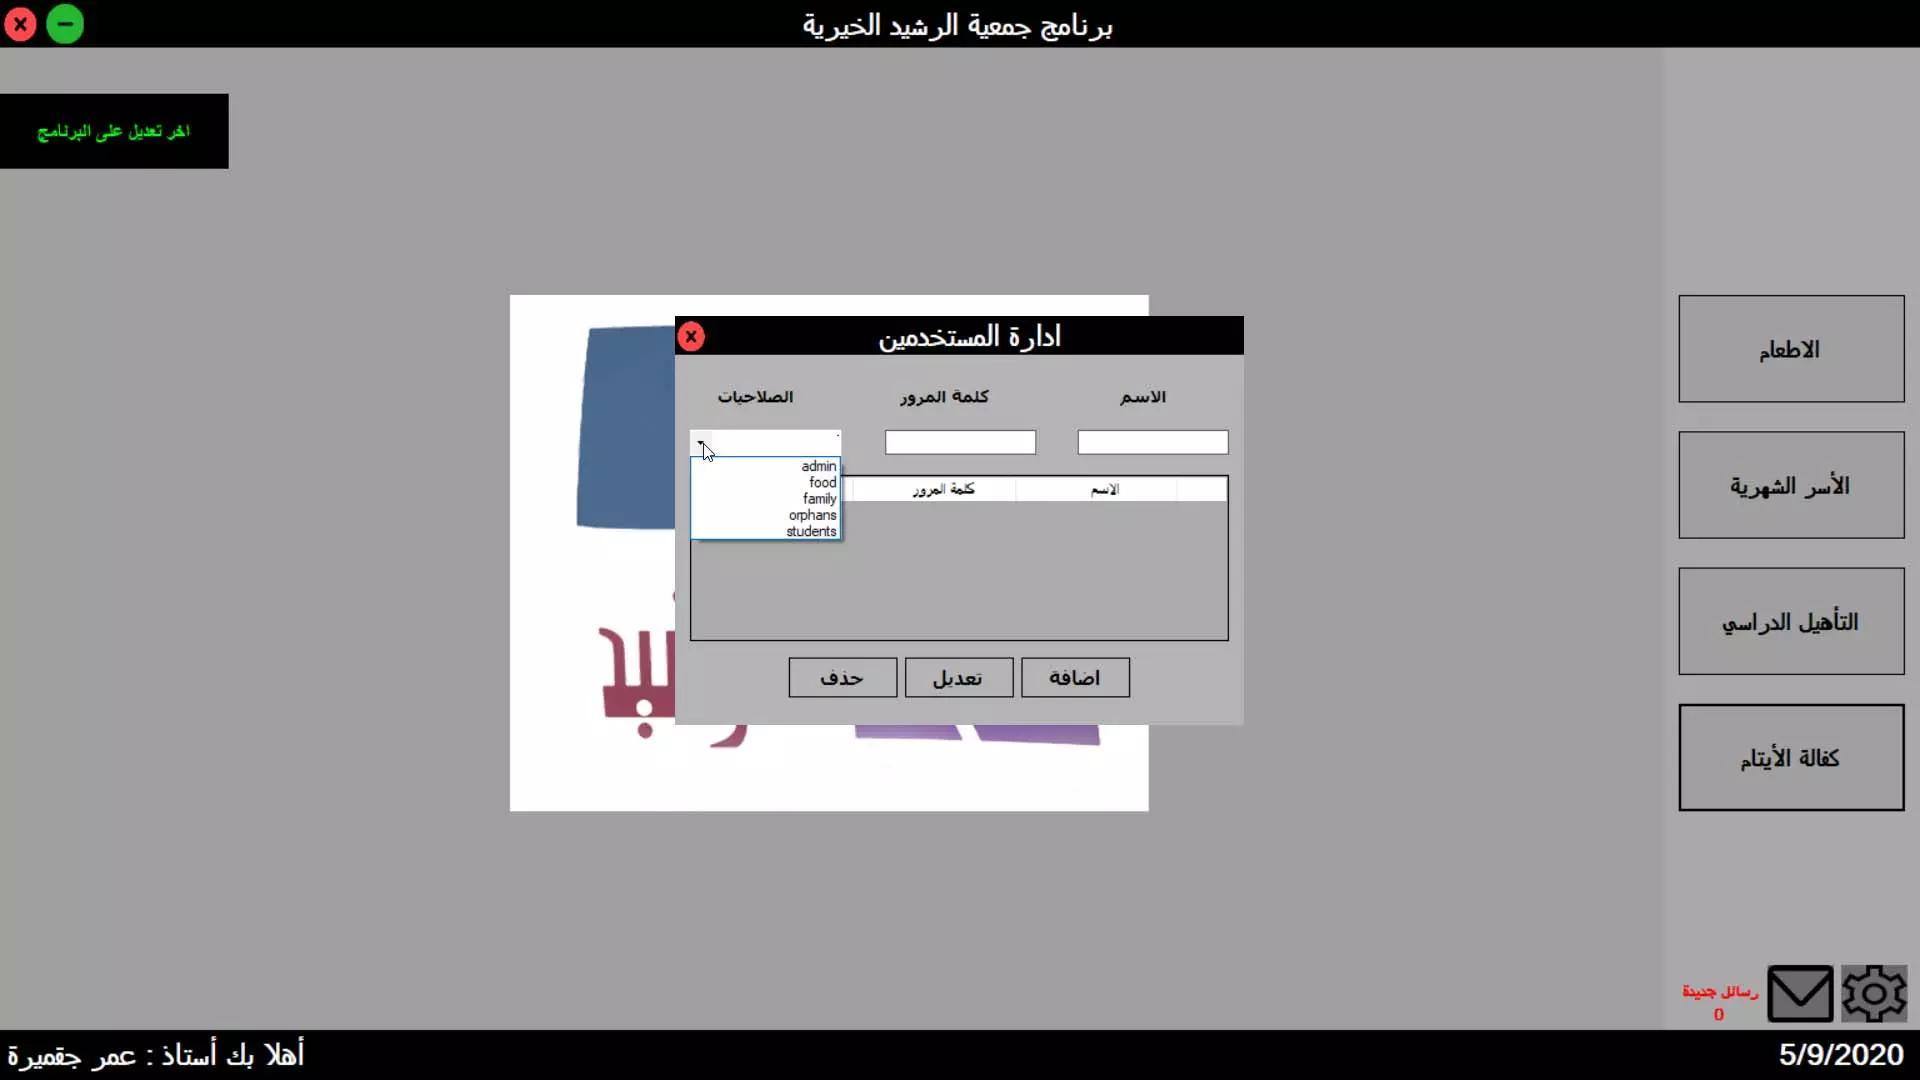 برنامج جمعية الرشيد الخيرية
اخر تعديل على البرنامج
ادارة المستخدمين
الاسم
كلمة المرور
الصلاحيات
admin
food
family
orphans
students
الاسم
كلمة المرور
اضافة
تعديل
حذف
الاطعام
الأسر الشهرية
التأهيل الدراسي
كفالة الأيتام
رسائل جديدة
0
أهلا بك أستاذ : عمر جقميرة
5/9/2020